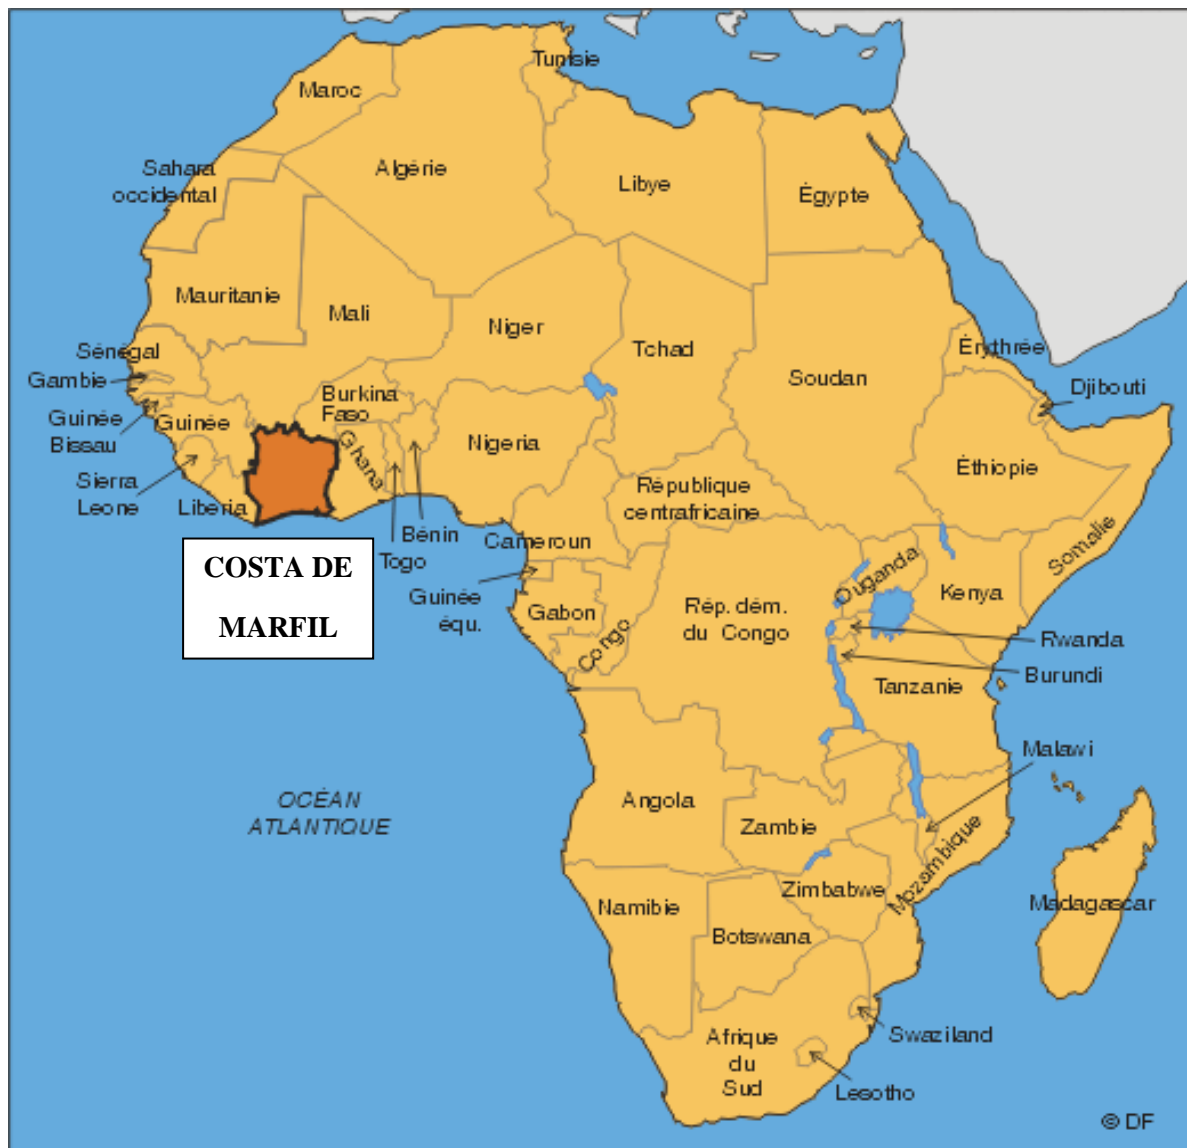 Tunisie
Maroc
Algérie
Sahara
occidental
Libye
Égypte
Mauritanie
Mali
Niger
Tchad
Soudan
Érythrée
Sénégal
Gambie
Djibouti
Burkina
Faso
Guinée
Bissau
Guinée
Ghana
Nigeria
Éthiopie
Sierra
Leone
Liberia
République
centrafricaine
Bénin
Togo
Cameroun
Somalie
COSTA DE
MARFIL
Guinée
équ.
Gabon
Congo
Rép. dém.
du Congo
Ouganda
Kenya
Rwanda
Burundi
Tanzanie
Malawi
OCÉAN
ATLANTIQUE
Angola
Zambie
Mozambique
Zimbabwe
Namibie
Botswana
Madagascar
Afrique
du
Sud
Swaziland
Lesotho
© DF